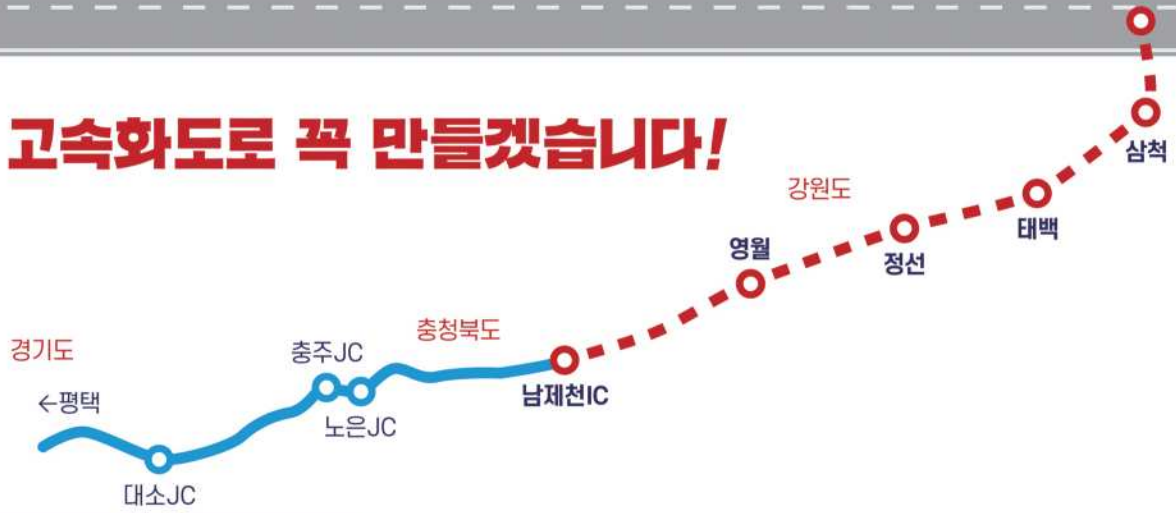 고속화도로 꼭 만들겠습니다!
삼척
강원도
태백
영월
정선
충청북도
경기도
충주JC
남제천IC
←평택
노은JC
대소JC